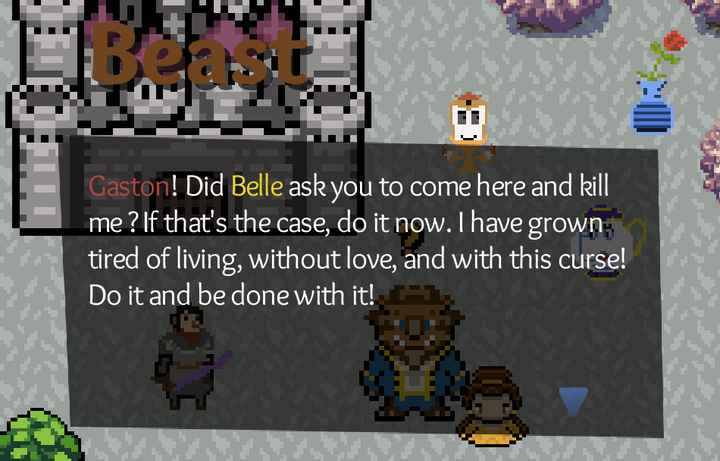 Beast
Gaston! Did Belle ask you to come here and kill
me ? If that's the case, do it now. I have grown
tired of living, without love, and with this curse!
Do it and be done with it!